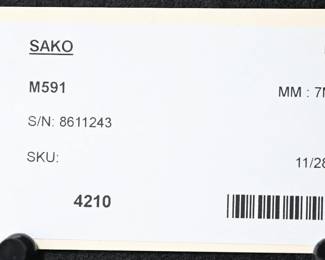 SAKO
M591
MM : 7M
S/N: 8611243
SKU:
11/28
4210